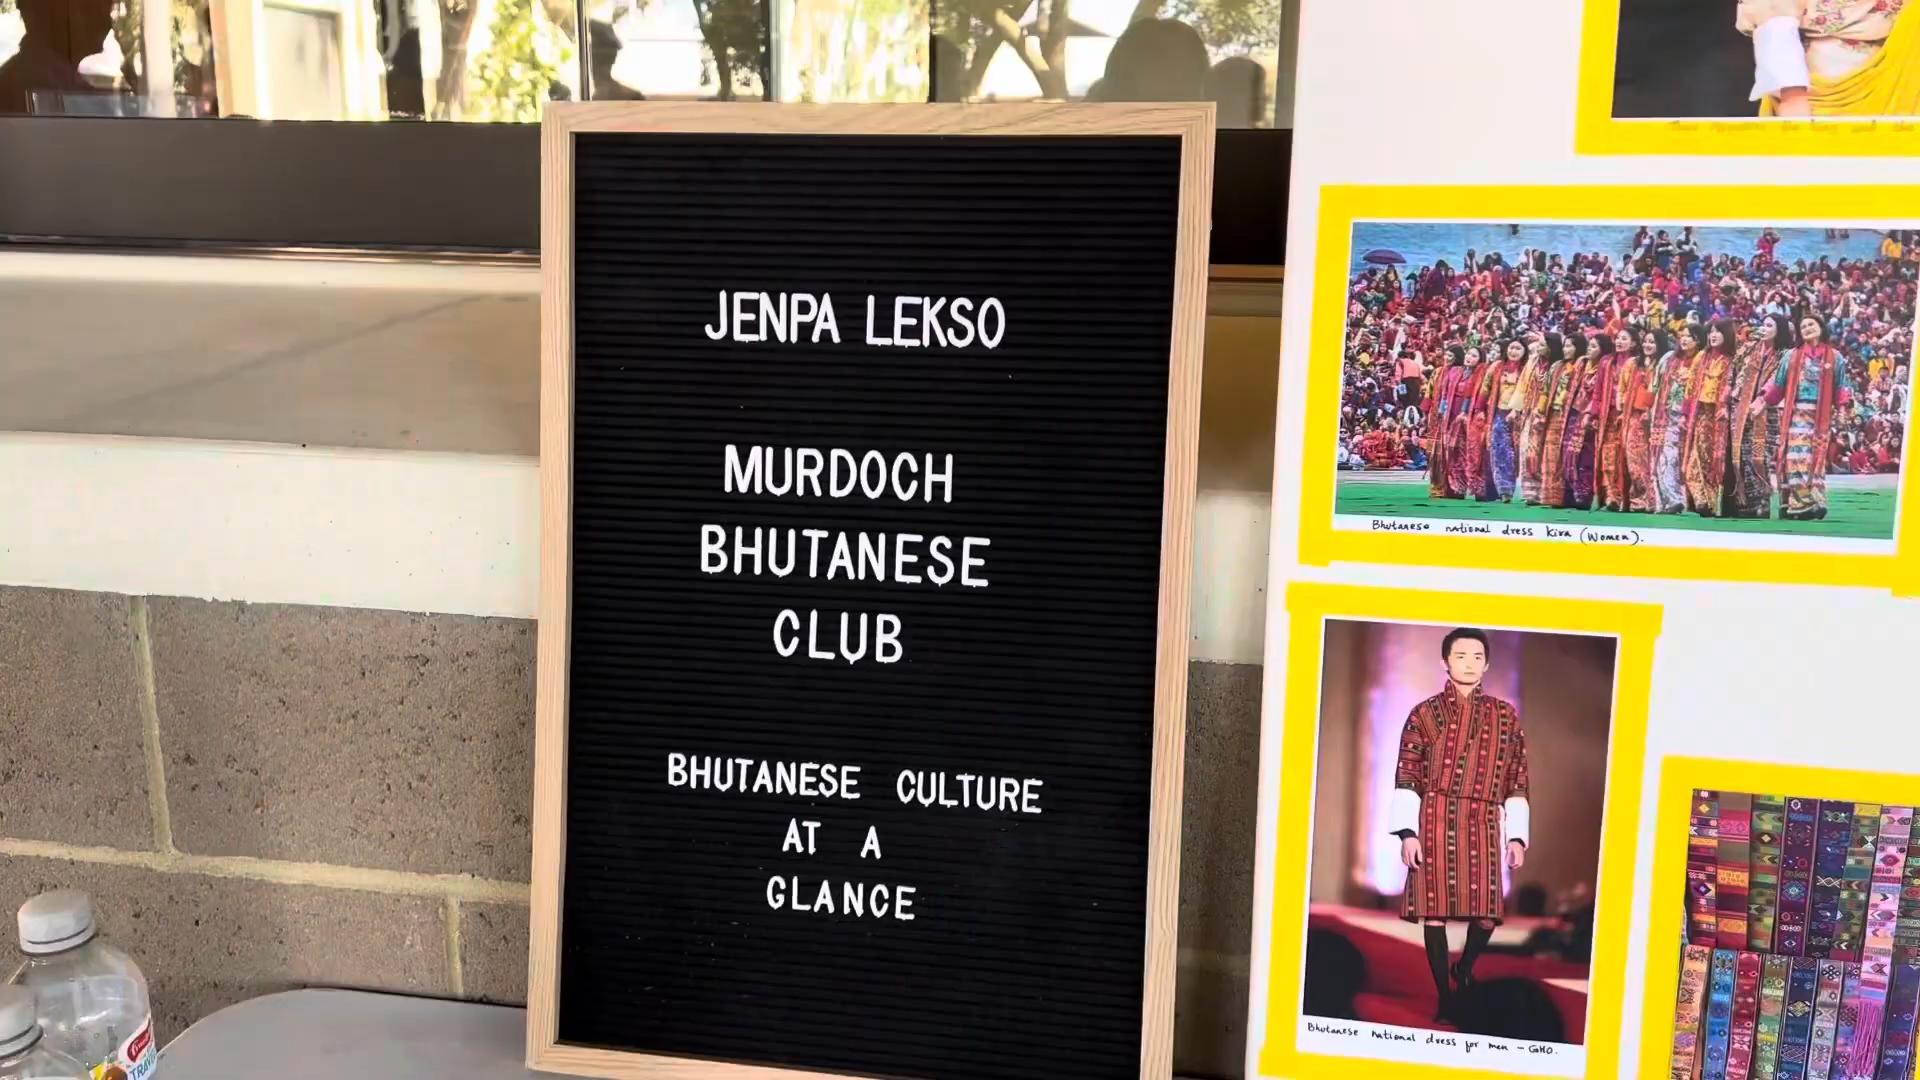 JENPA LEKSO
MURDOCH
BHUTANESE
CLUB
BHUTANESE CULTURE
AT A
GLANCE
Bhutanese national dress Kira (Women).
Bhutanese national dress for men - GHO.